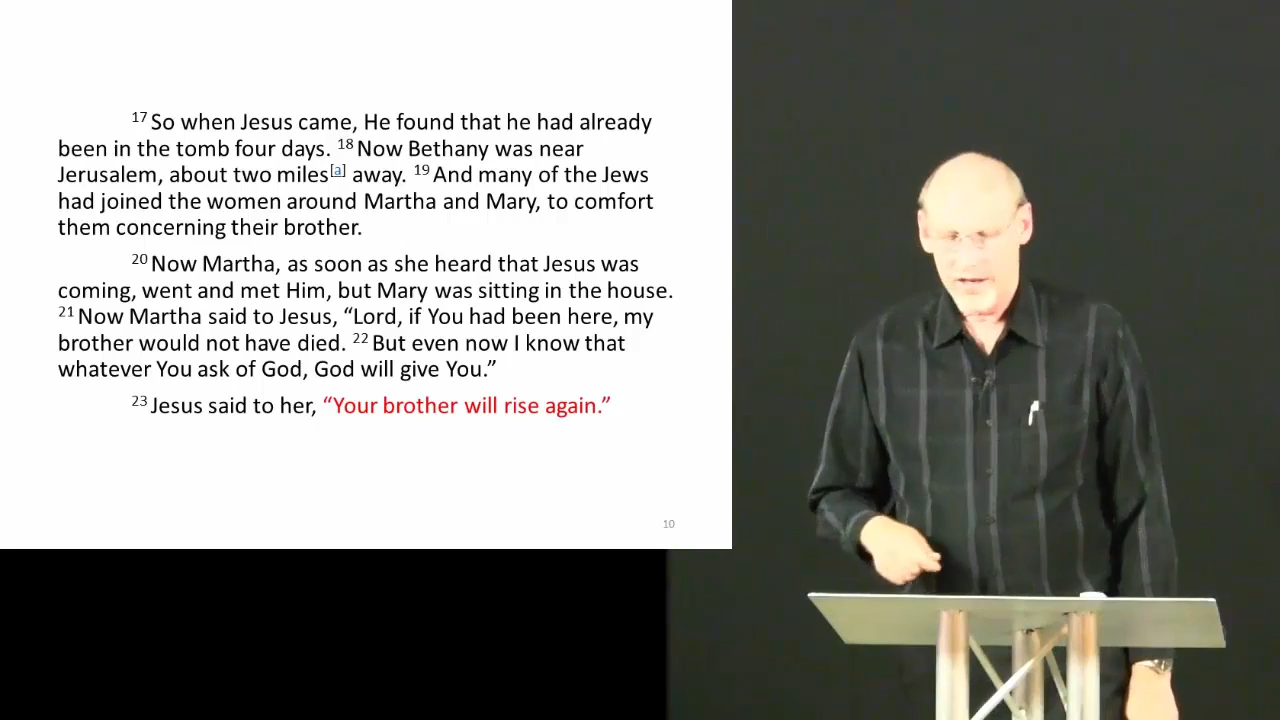 17 So when Jesus came, He found that he had already
been in the tomb four days. 18 Now Bethany was near
Jerusalem, about two miles[a] away. 19 And many of the Jews
had joined the women around Martha and Mary, to comfort
them concerning their brother.
20 Now Martha, as soon as she heard that Jesus was
coming, went and met Him, but Mary was sitting in the house.
21 Now Martha said to Jesus, “Lord, if You had been here, my
brother would not have died. 22 But even now I know that
whatever You ask of God, God will give You.”
23 Jesus said to her, “Your brother will rise again.”
10